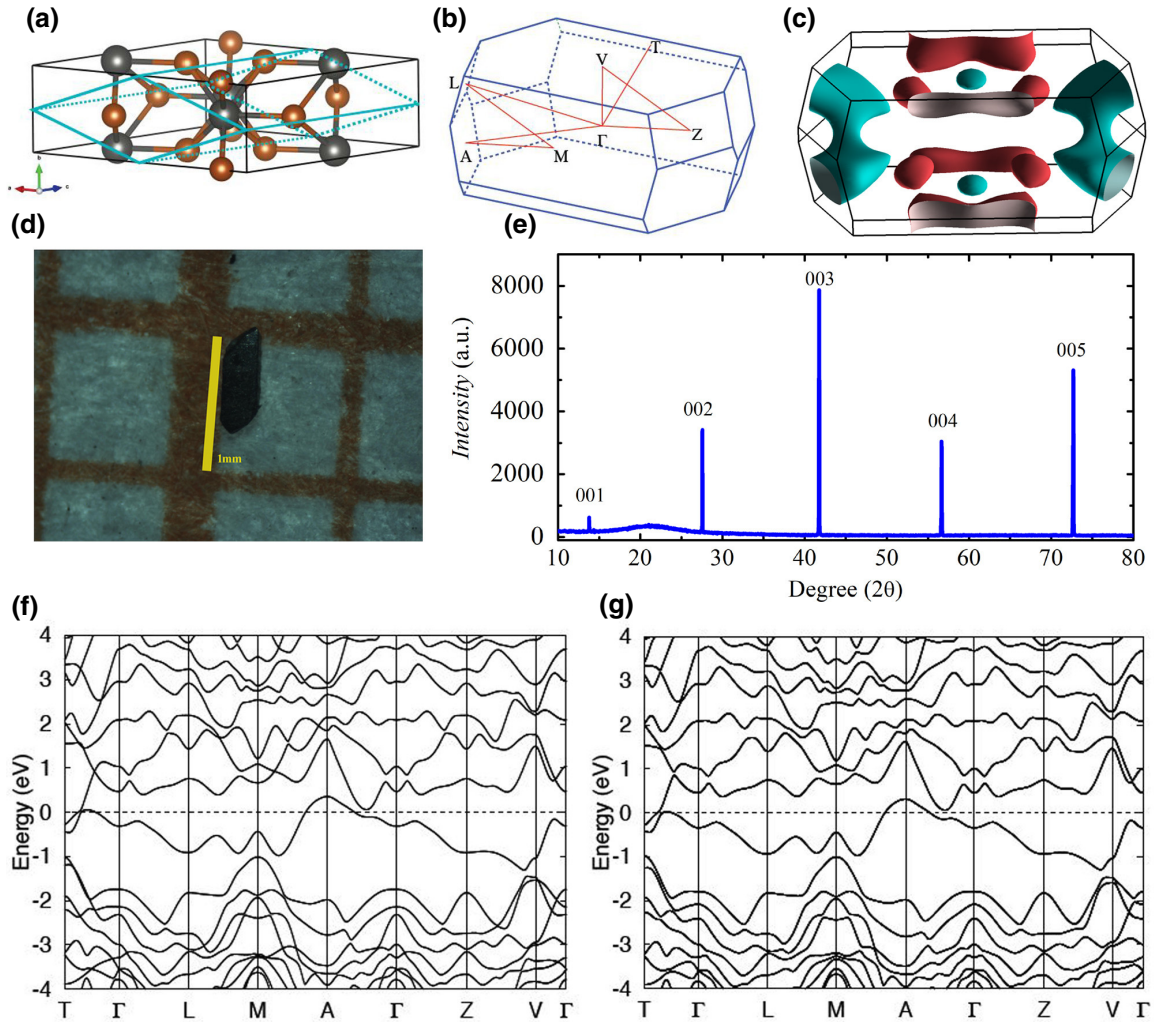 (a)
b
a
c
(b)
T
V
L
Γ
Z
A
M
(c)
(d)
1mm
(e)
8000
6000
4000
2000
0
Intensity (a.u.)
001
002
003
004
005
10 20 30 40 50 60 70 80
Degree (2θ)
(f)
4
3
2
1
0
-1
-2
-3
-4
Energy (eV)
T Γ L M A Γ Z V Γ
(g)
4
3
2
1
0
-1
-2
-3
-4
Energy (eV)
T Γ L M A Γ Z V Γ